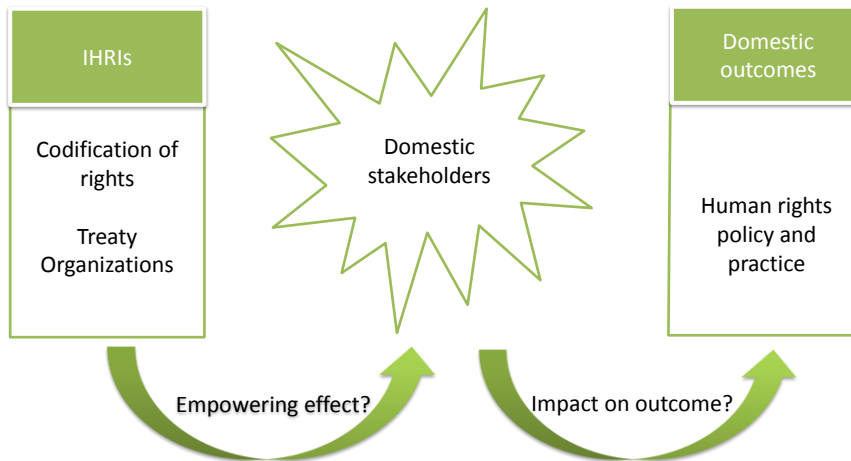 IHRIs
Codification of
rights
Treaty
Organizations
Domestic
stakeholders
Domestic
outcomes
Human rights
policy and
practice
Empowering effect?
Impact on outcome?